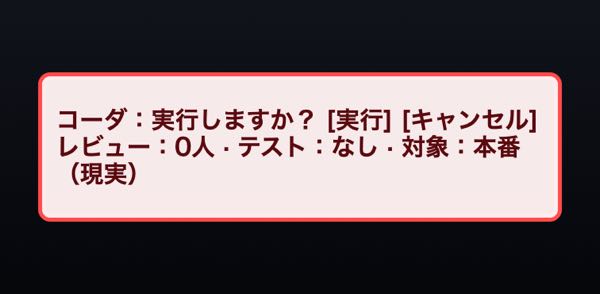 コーダ：実行しますか？ [実行] [キャンセル]
レビュー：0人 · テスト：なし · 対象：本番
（現実）